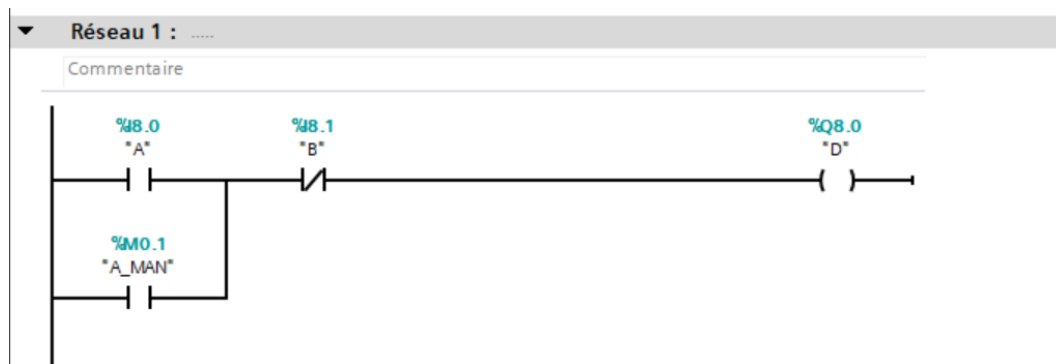 Réseau 1 : .....
Commentaire
%I8.0 %I8.1 %Q8.0
"A" "B" "D"
%M0.1
"A_MAN"